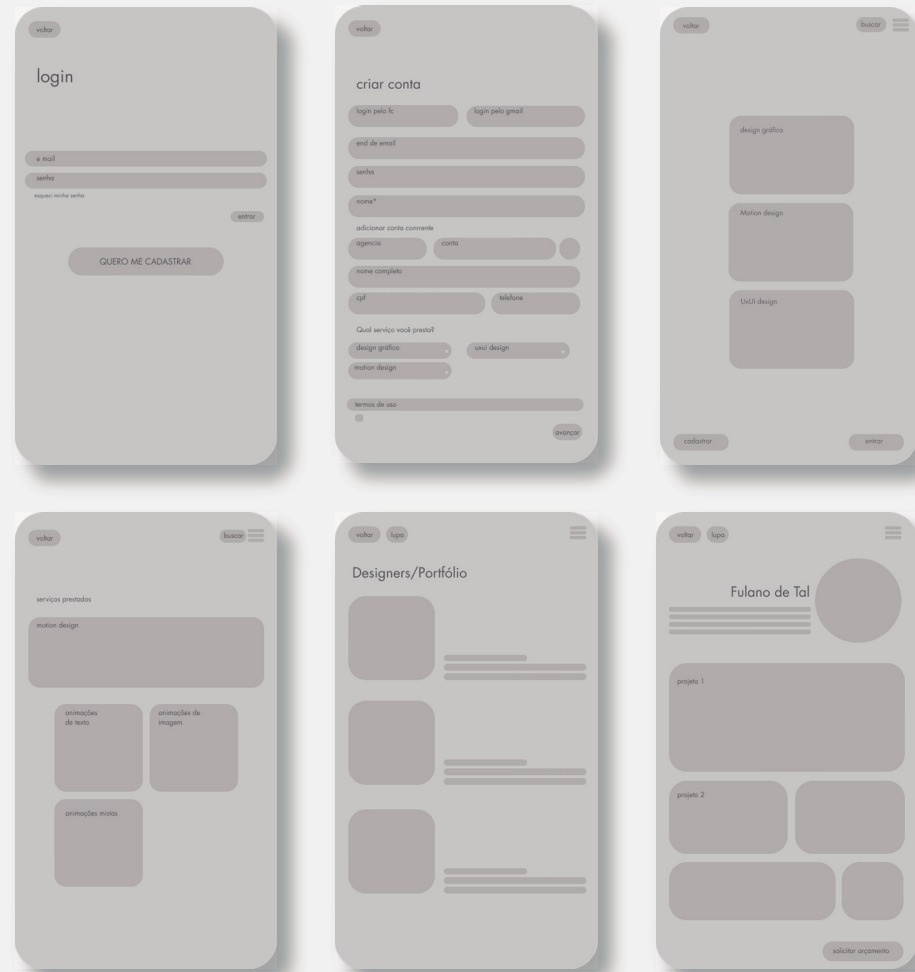 voltar
login
e mail
senha
esqueci minha senha
entrar
QUERO ME CADASTRAR
voltar
criar conta
login pelo fc
login pelo gmail
end de email
senha
nome*
adicionar conta conrrente
agencia
conta
nome completo
cpf
telefone
Qual serviço você presta?
design gráfico
uxui design
motion design
termos de uso
avançar
voltar
buscar
design gráfico
Motion design
UxUi design
cadastrar
entrar
voltar
buscar
serviços prestados
motion design
animações
de texto
animações de
imagem
animações mistas
voltar
lupa
Designers/Portfólio
voltar
lupa
Fulano de Tal
projeto 1
projeto 2
solicitar orçamento